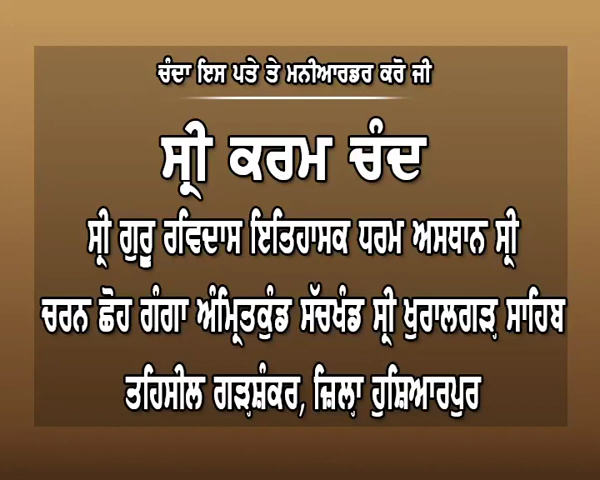 ਚੰਦਾ ਇਸ ਪਤੇ ਤੇ ਮਨੀਆਰਡਰ ਕਰੋ ਜੀ
ਸ੍ਰੀ ਕਰਮ ਚੰਦ
ਸ੍ਰੀ ਗੁਰੂ ਰਵਿਦਾਸ ਇਤਿਹਾਸਕ ਧਰਮ ਅਸਥਾਨ ਸ੍ਰੀ
ਚਰਨ ਛੋਹ ਗੰਗਾ ਅੰਮ੍ਰਿਤਕੁੰਡ ਸੱਚਖੰਡ ਸ੍ਰੀ ਖੁਰਾਲਗੜ੍ਹ ਸਾਹਿਬ
ਤਹਿਸੀਲ ਗੜ੍ਹਸ਼ੰਕਰ, ਜ਼ਿਲ੍ਹਾ ਹੁਸ਼ਿਆਰਪੁਰ